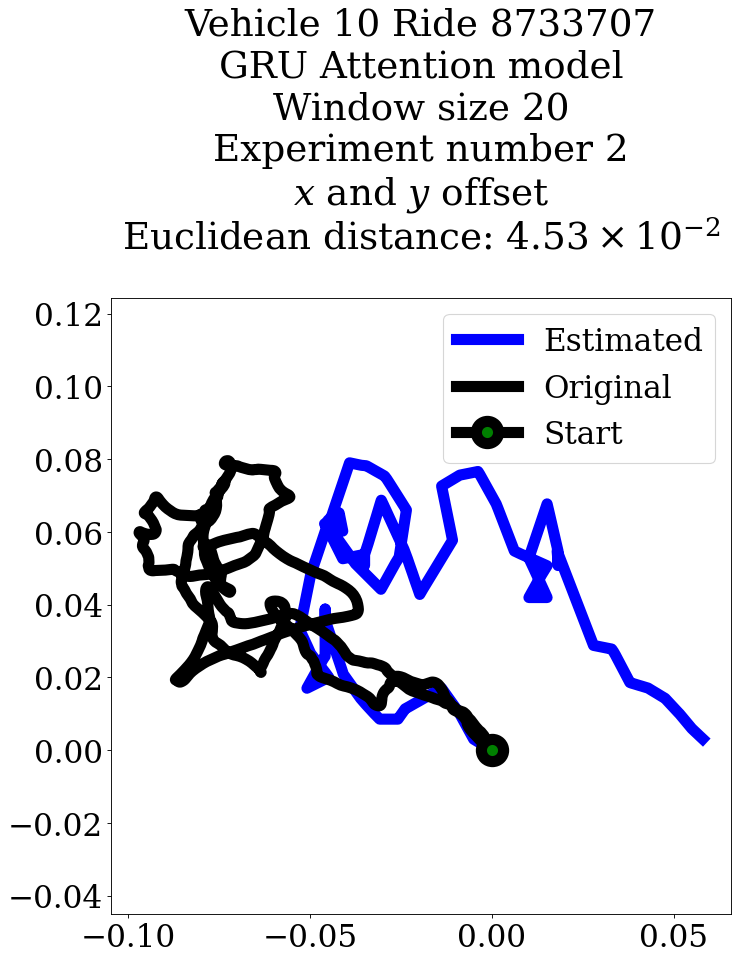 Vehicle 10 Ride 8733707
GRU Attention model
Window size 20
Experiment number 2
x and y offset
Euclidean distance: 4.53 × 10⁻²
Estimated
Original
Start
0.12
0.10
0.08
0.06
0.04
0.02
0.00
−0.02
−0.04
−0.10
−0.05
0.00
0.05